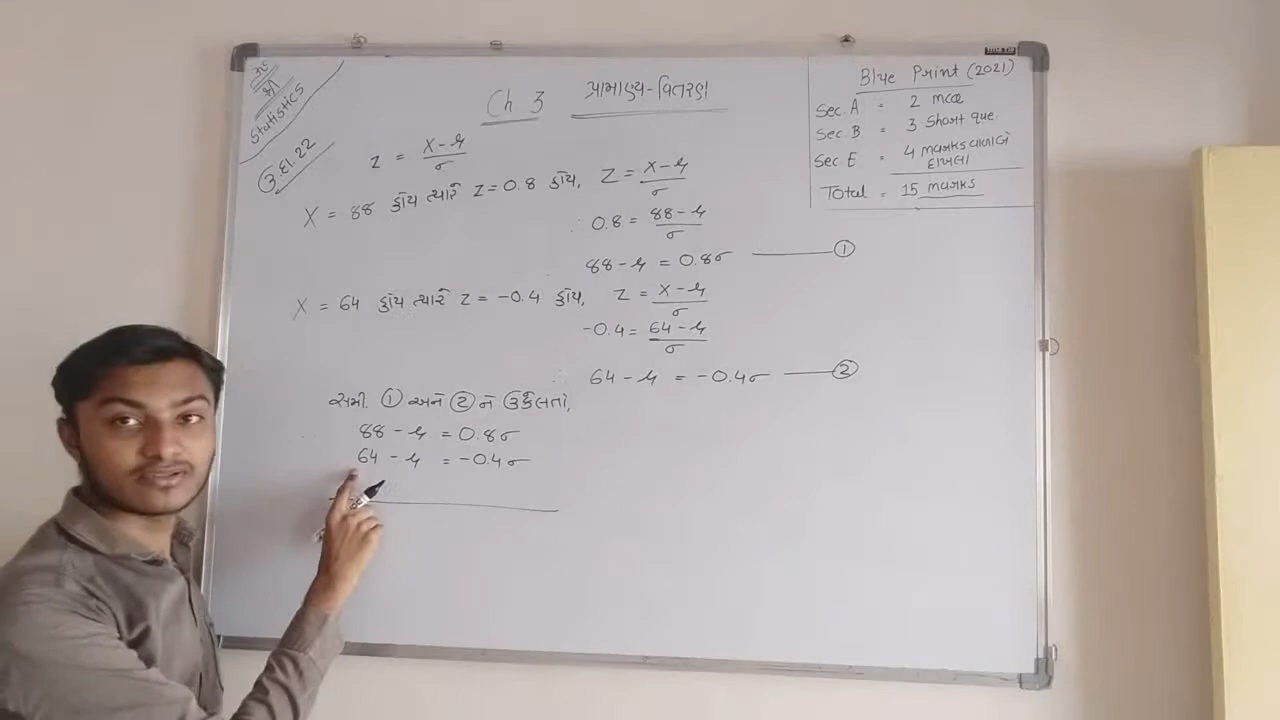 Statistics
ઉદા.22
Ch 3 પ્રામાણ્ય-વિતરણ
Z = (X - μ)/σ
X = 88 હોય ત્યારે Z = 0.8 હોય, Z = (X - μ)/σ
∴ 0.8 = (88 - μ)/σ
88 - μ = 0.8σ ——— ①
X = 64 હોય ત્યારે Z = -0.4 હોય, Z = (X - μ)/σ
-0.4 = (64 - μ)/σ
∴ 64 - μ = -0.4σ ——— ②
સમી. ① અને ② ને ઉકેલતાં,
88 - μ = 0.8σ
64 - μ = -0.4σ
Blue Print (2021)
Sec. A = 2 mcq
Sec. B = 3 Short que.
Sec E = 4 marks વાળાનો
દાખલો
Total = 15 marks